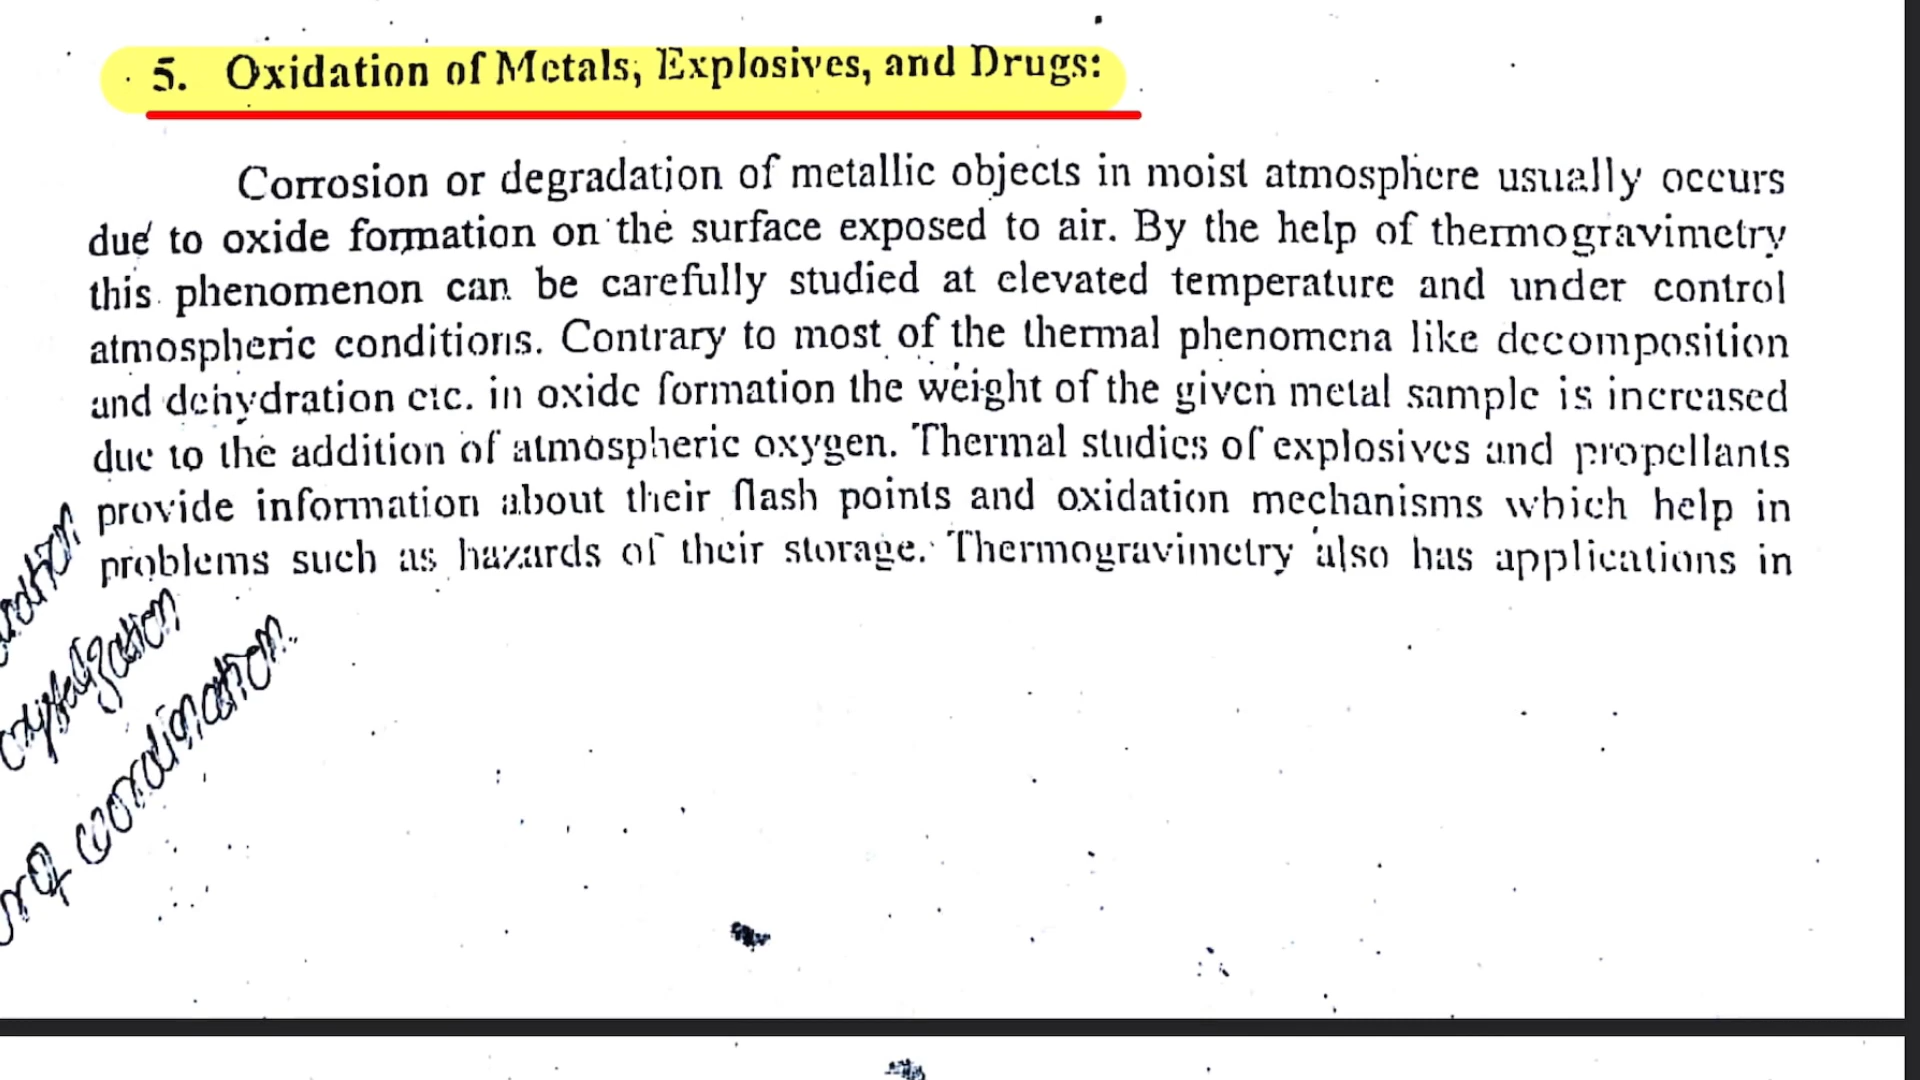 5. Oxidation of Metals, Explosives, and Drugs:
Corrosion or degradation of metallic objects in moist atmosphere usually occurs
due to oxide formation on the surface exposed to air. By the help of thermogravimetry
this phenomenon can be carefully studied at elevated temperature and under control
atmospheric conditions. Contrary to most of the thermal phenomena like decomposition
and dehydration etc. in oxide formation the weight of the given metal sample is increased
due to the addition of atmospheric oxygen. Thermal studies of explosives and propellants
provide information about their flash points and oxidation mechanisms which help in
problems such as hazards of their storage. Thermogravimetry also has applications in
of coordination.